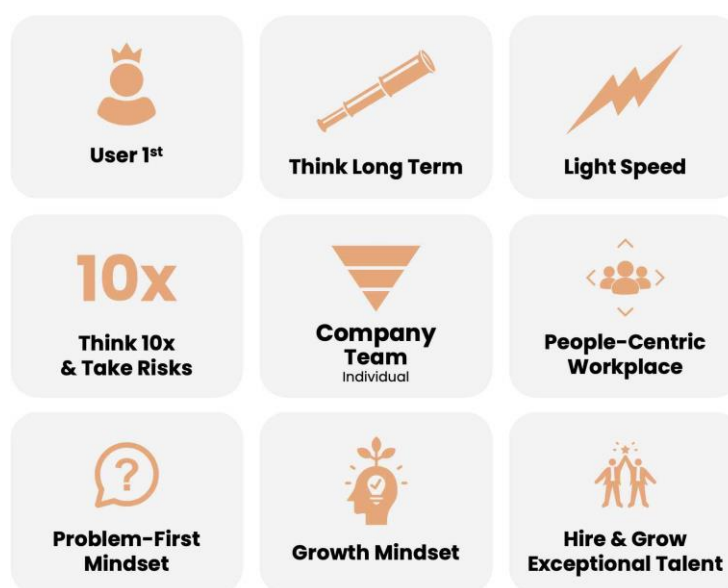 User 1st
Think Long Term
Light Speed
10x
Think 10x
& Take Risks
Company
Team
Individual
People-Centric
Workplace
?
Problem-First
Mindset
Growth Mindset
Hire & Grow
Exceptional Talent